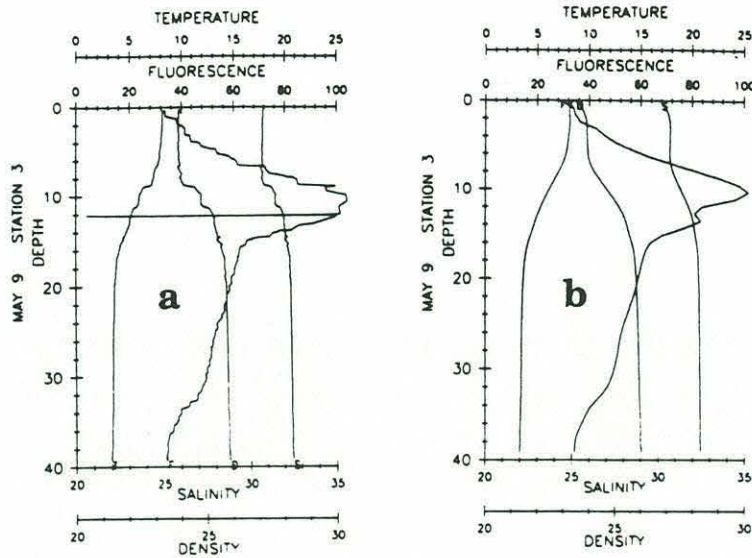 TEMPERATURE
0 5 10 15 20 25
FLUORESCENCE
0 20 40 60 80 100
0
10
20
30
40
MAY 9 STATION 3
DEPTH
a
20 25 30 35
SALINITY
20 25 30
DENSITY
TEMPERATURE
0 5 10 15 20 25
FLUORESCENCE
0 20 40 60 80 100
0
10
20
30
40
MAY 9 STATION 3
DEPTH
b
20 25 30 35
SALINITY
20 25 30
DENSITY